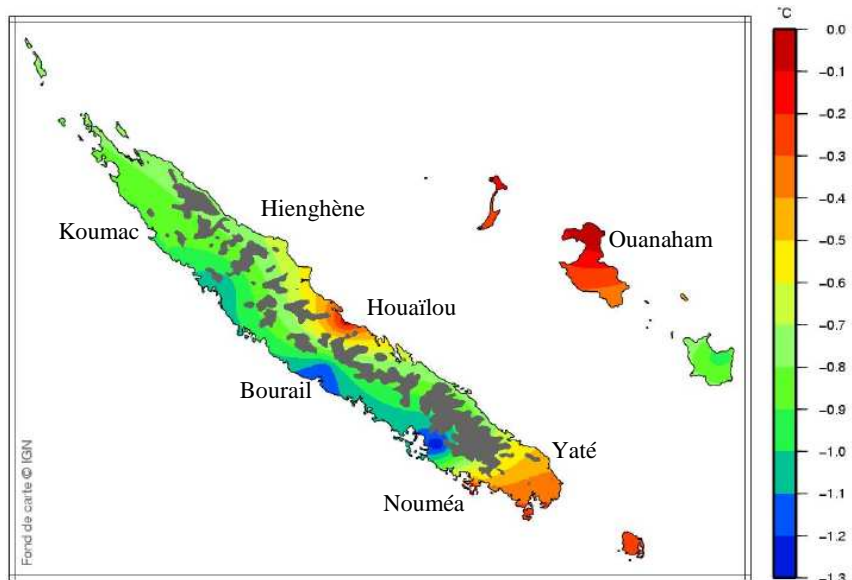 °C
0.0
-0.1
-0.2
-0.3
-0.4
-0.5
-0.6
-0.7
-0.8
-0.9
-1.0
-1.1
-1.2
-1.3
Hienghène
Koumac
Ouanaham
Houaïlou
Bourail
Yaté
Nouméa
Fond de carte © IGN